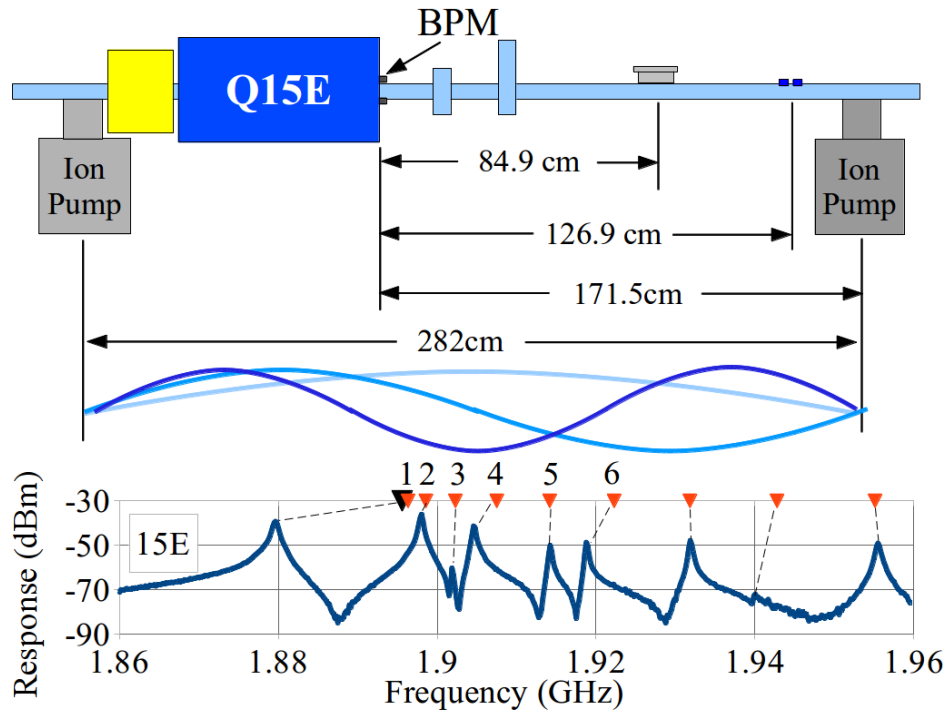 BPM
Q15E
Ion
Pump
Ion
Pump
84.9 cm
126.9 cm
171.5cm
282cm
1 2 3 4 5 6
-30
-50
-70
-90
15E
Response (dBm)
1.86 1.88 1.9 1.92 1.94 1.96
Frequency (GHz)